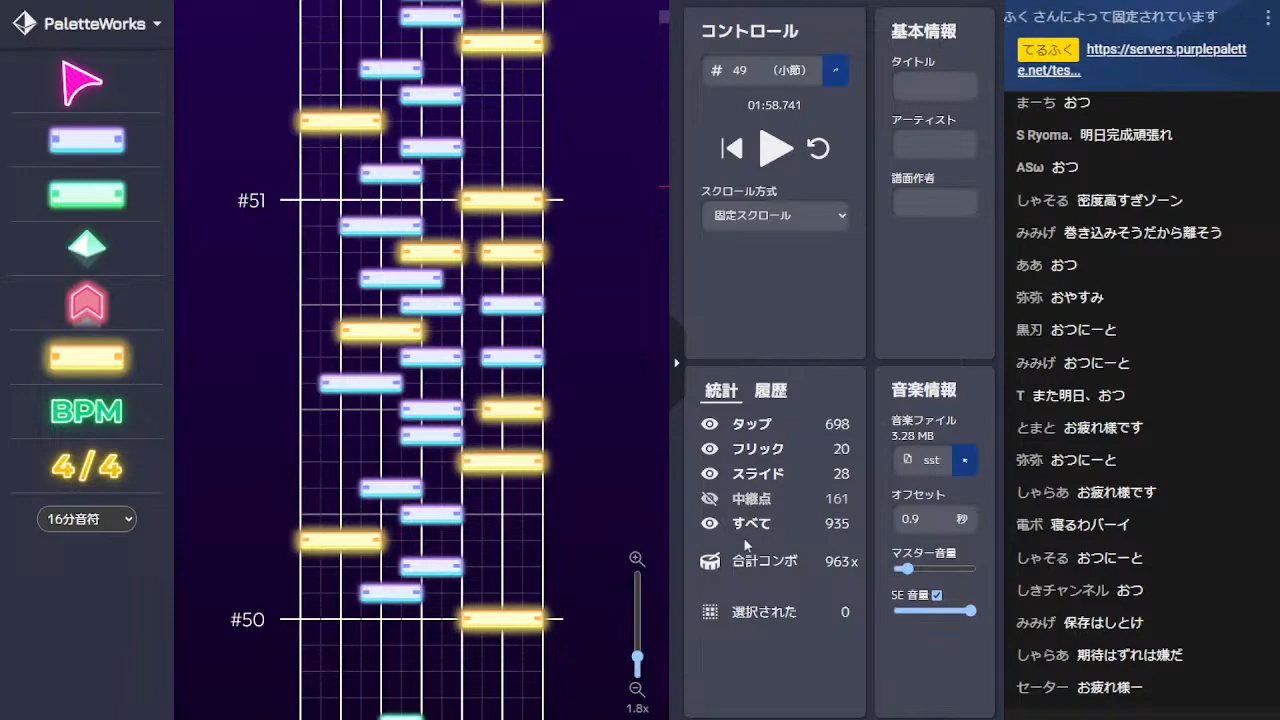 PaletteWorks
BPM
4/4
16分音符
#51
#50
1.8x
コントロール
# 49 (小節)
01:58.741
スクロール方式
固定スクロール
統計 履歴
タップ 698
フリック 20
スライド 28
中継点 161
すべて 935
合計コンボ 963x
選択された 0
基本情報
タイトル
アーティスト
譜面作者
音楽情報
音楽ファイル
3.28 MB
sst
オフセット
0.9 秒
マスター音量
SE 音量
ふく さんによって固定されています
てるふく https://servers.purplepalett
e.net/tes...
まーち おつ
S Ryoma. 明日完成頑張れ
ASω おつ
しゃそる 密度高すぎゾーン
みみげ 巻き込みそうだから離そう
ああ おつ
弥弥 おやすみ
黒刃 おつにーと
みみげ おつにーと
T また明日、おつ
とまと お疲れ様です
弥弥 おつにーと
しゃらあ お疲れ様です
電ボ 寝るわバーイ
しゃそる おつにーと
しきチャンネル おつ
みみげ 保存はしとけ
しゃらあ 期待はずれは嫌だ
セーター お疲れ様ー